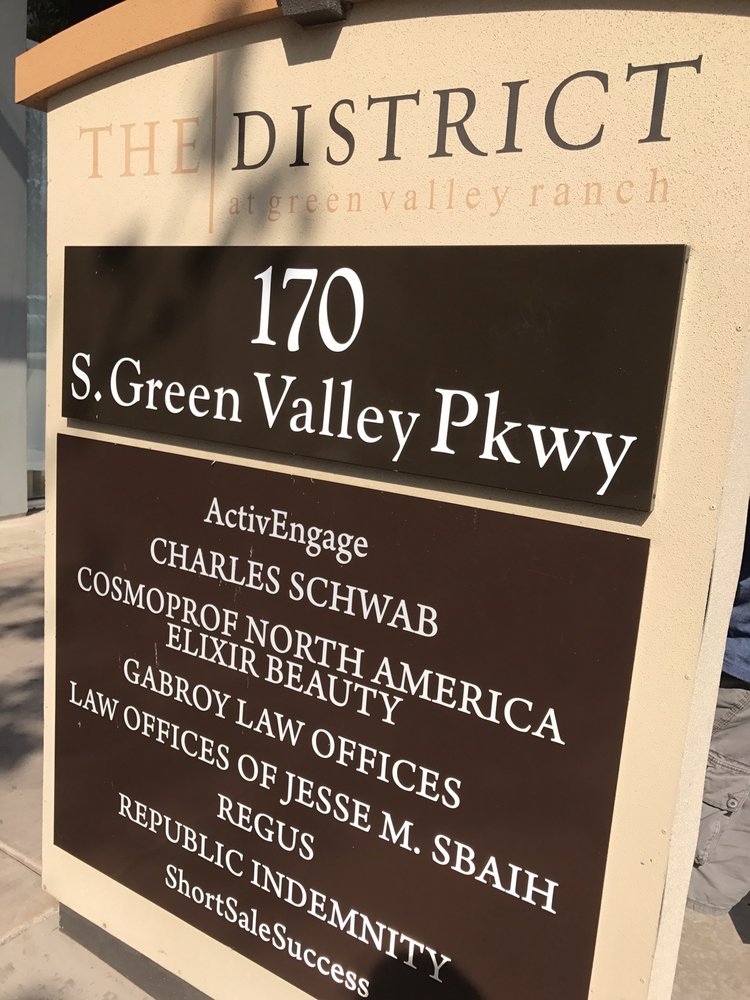 THE DISTRICT
at green valley ranch
170
S. Green Valley Pkwy
ActivEngage
CHARLES SCHWAB
COSMOPROF NORTH AMERICA
ELIXIR BEAUTY
GABROY LAW OFFICES
LAW OFFICES OF JESSE M. SBAIH
REGUS
REPUBLIC INDEMNITY
ShortSaleSuccess